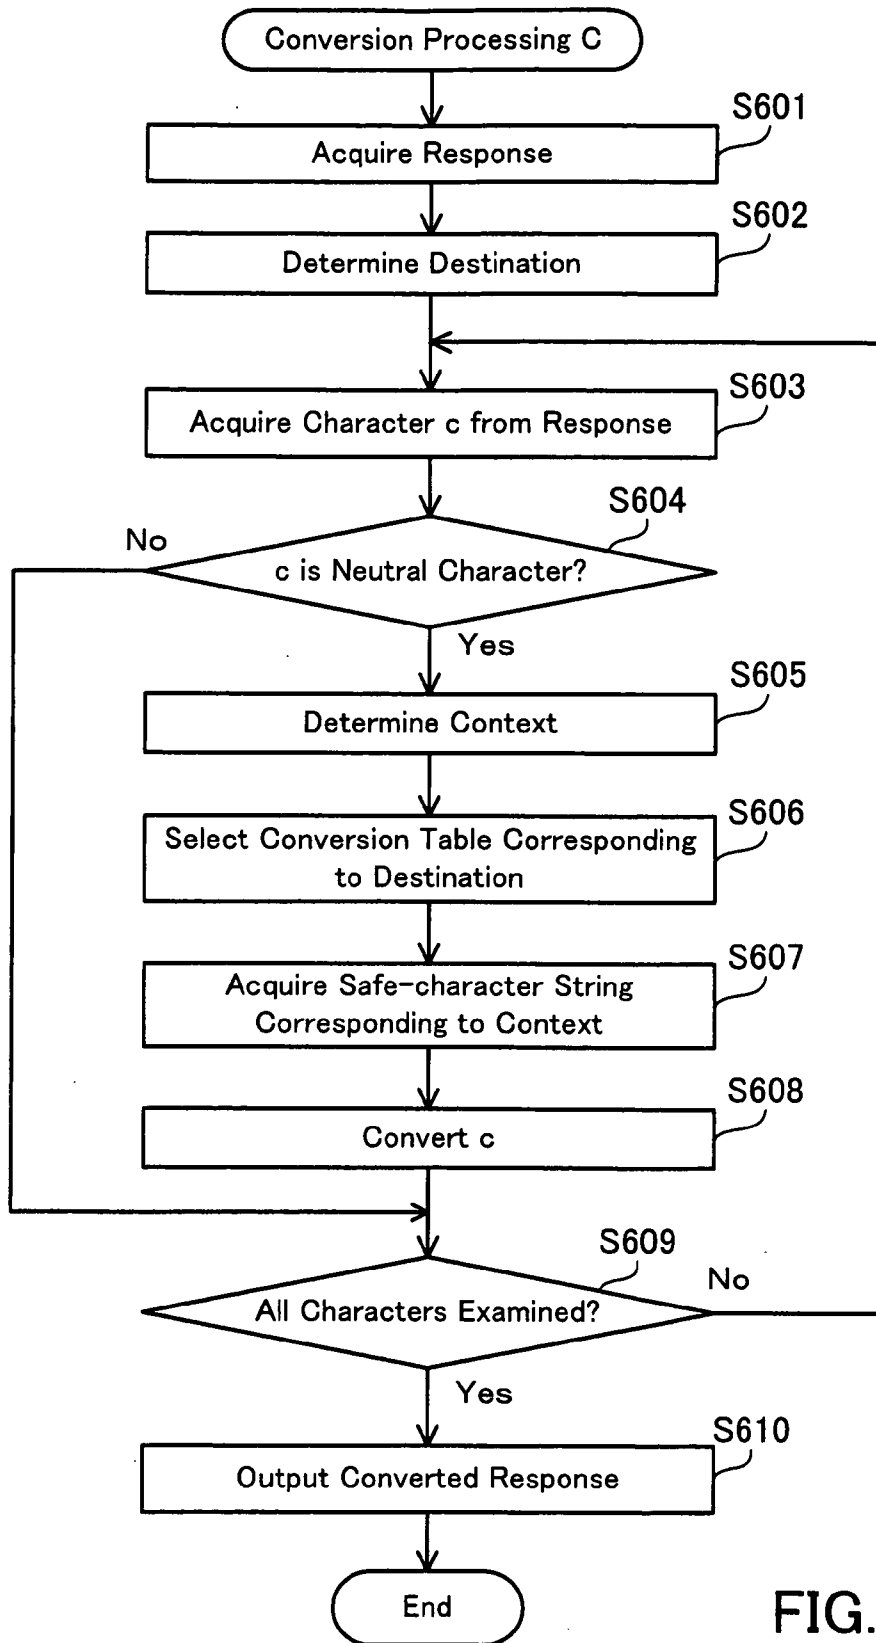 Conversion Processing C
S601
Acquire Response
S602
Determine Destination
S603
Acquire Character c from Response
S604
No
c is Neutral Character?
Yes
S605
Determine Context
S606
Select Conversion Table Corresponding
to Destination
S607
Acquire Safe-character String
Corresponding to Context
S608
Convert c
S609
No
All Characters Examined?
Yes
S610
Output Converted Response
End
FIG.